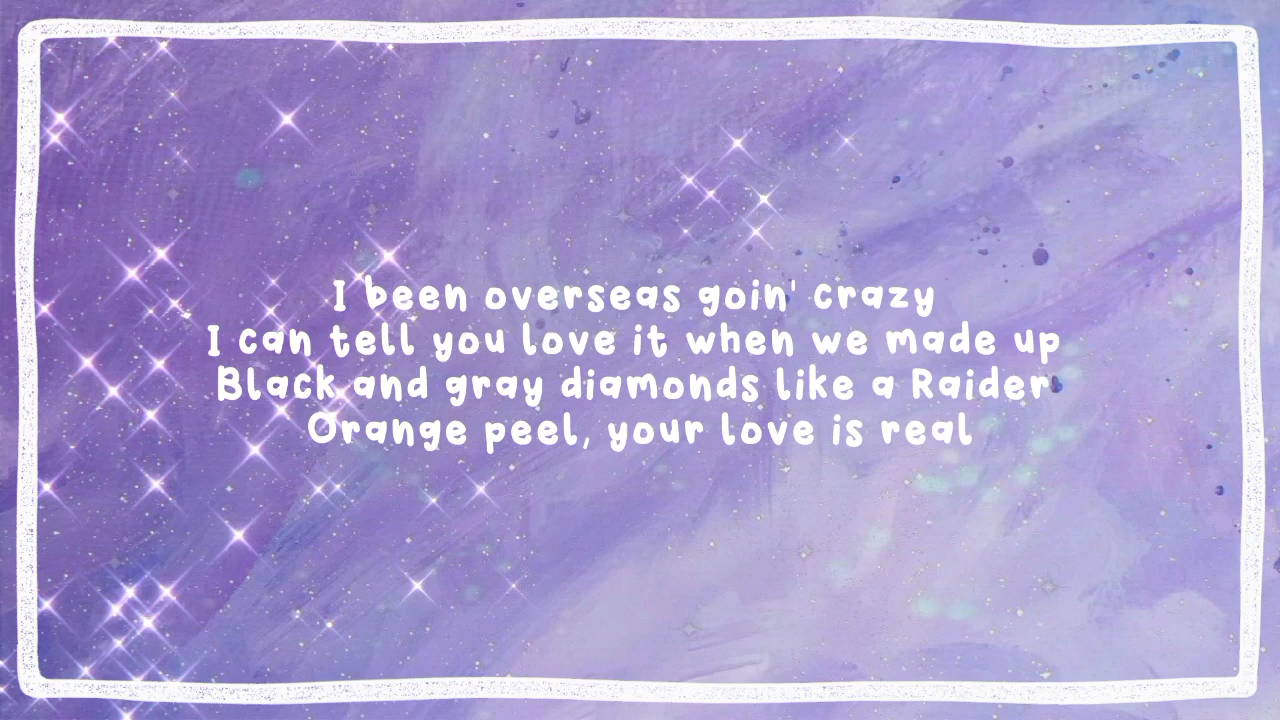 I been overseas goin' crazy
I can tell you love it when we made up
Black and gray diamonds like a Raider
Orange peel, your love is real